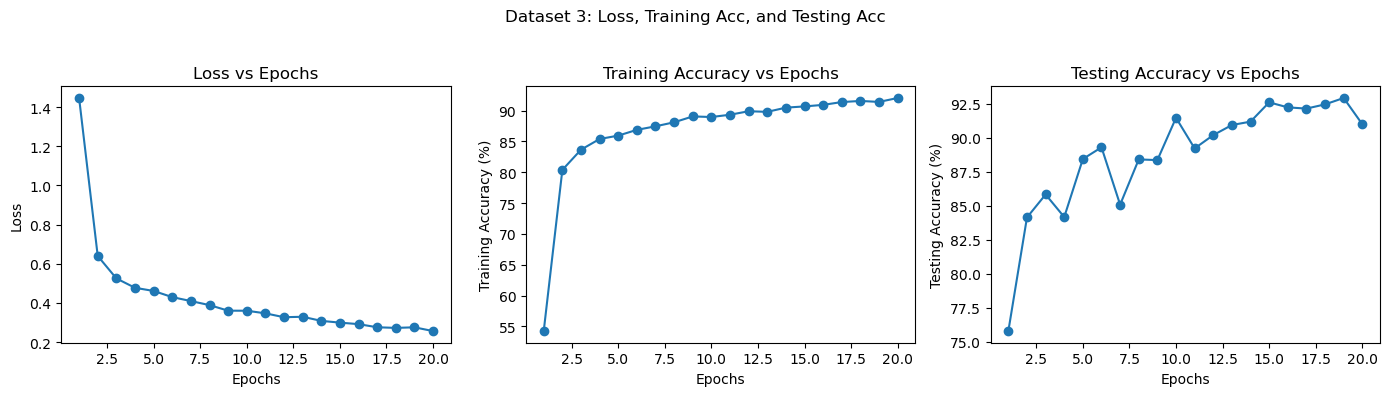 Dataset 3: Loss, Training Acc, and Testing Acc
Loss vs Epochs
Loss
1.4
1.2
1.0
0.8
0.6
0.4
0.2
2.5 5.0 7.5 10.0 12.5 15.0 17.5 20.0
Epochs
Training Accuracy vs Epochs
Training Accuracy (%)
90
85
80
75
70
65
60
55
2.5 5.0 7.5 10.0 12.5 15.0 17.5 20.0
Epochs
Testing Accuracy vs Epochs
Testing Accuracy (%)
92.5
90.0
87.5
85.0
82.5
80.0
77.5
75.0
2.5 5.0 7.5 10.0 12.5 15.0 17.5 20.0
Epochs